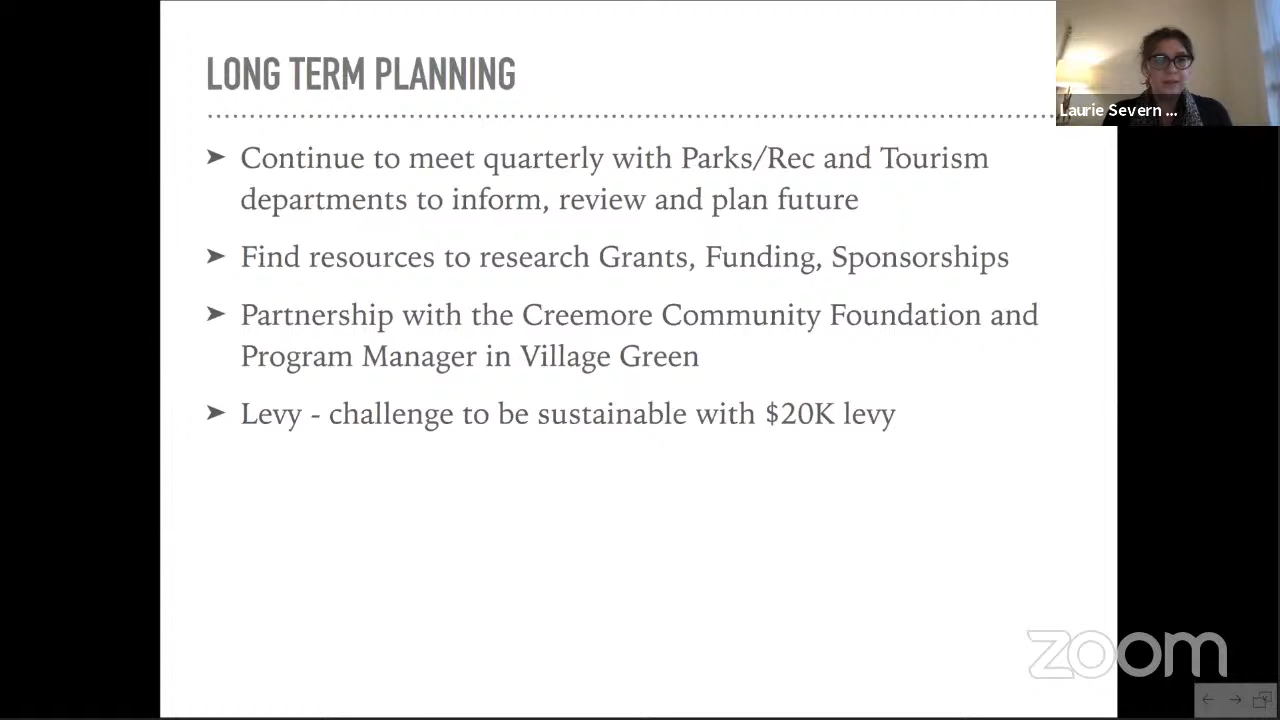 LONG TERM PLANNING
Laurie Severn ...
➤ Continue to meet quarterly with Parks/Rec and Tourism
departments to inform, review and plan future
➤ Find resources to research Grants, Funding, Sponsorships
➤ Partnership with the Creemore Community Foundation and
Program Manager in Village Green
➤ Levy - challenge to be sustainable with $20K levy
zoom